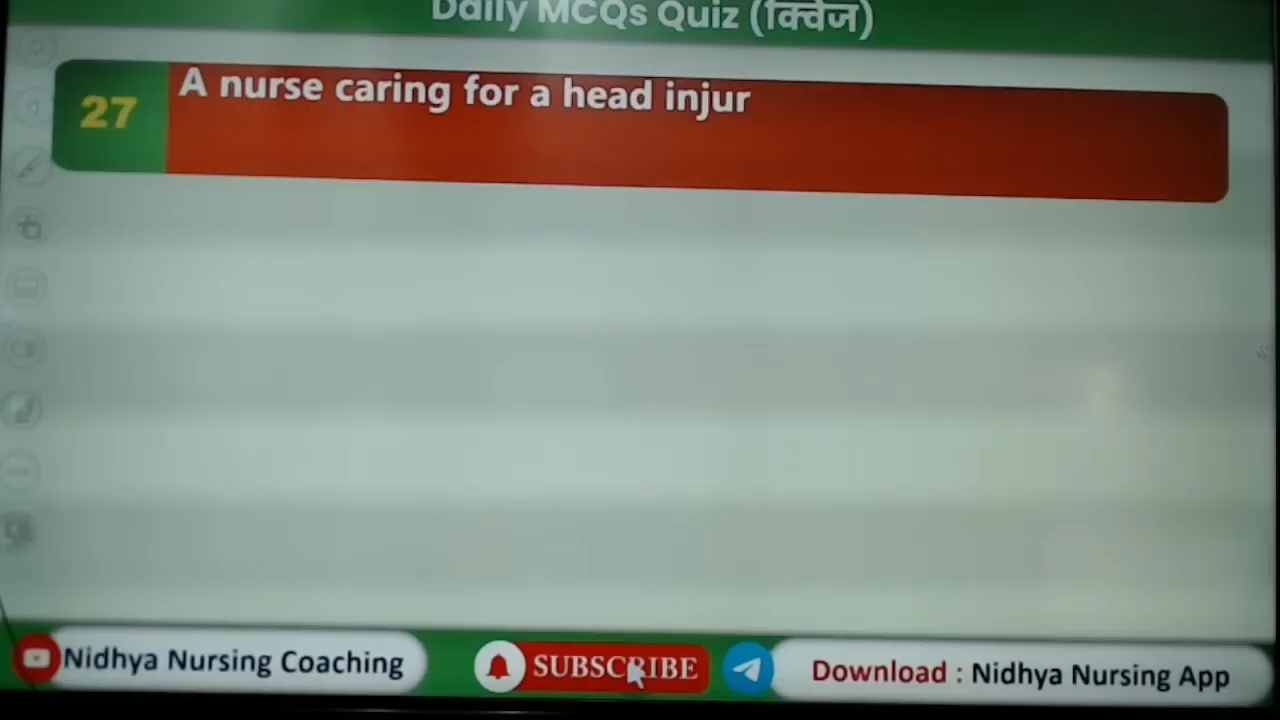 Daily MCQs Quiz (क्विज)
27
A nurse caring for a head injur
Nidhya Nursing Coaching
SUBSCRIBE
Download : Nidhya Nursing App